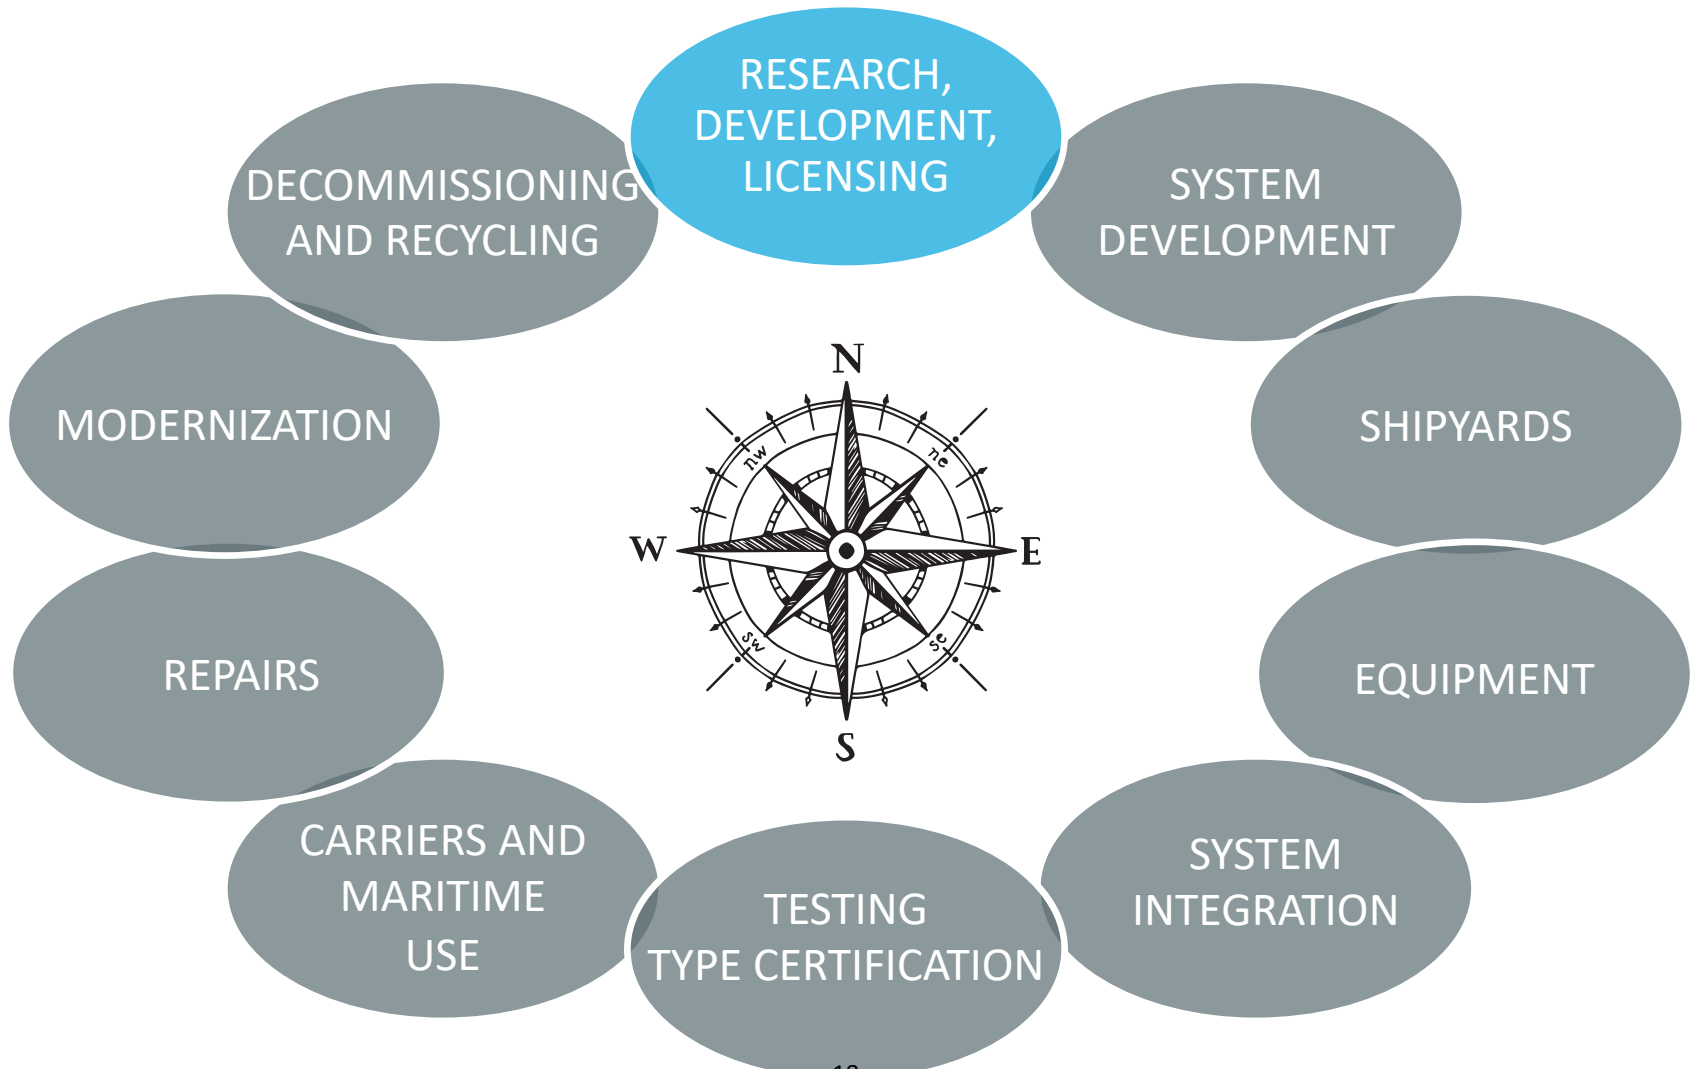 RESEARCH,
DEVELOPMENT,
LICENSING
SYSTEM
DEVELOPMENT
SHIPYARDS
EQUIPMENT
SYSTEM
INTEGRATION
TESTING
TYPE CERTIFICATION
CARRIERS AND
MARITIME
USE
REPAIRS
MODERNIZATION
DECOMMISSIONING
AND RECYCLING
N
nw
ne
W
E
sw
se
S